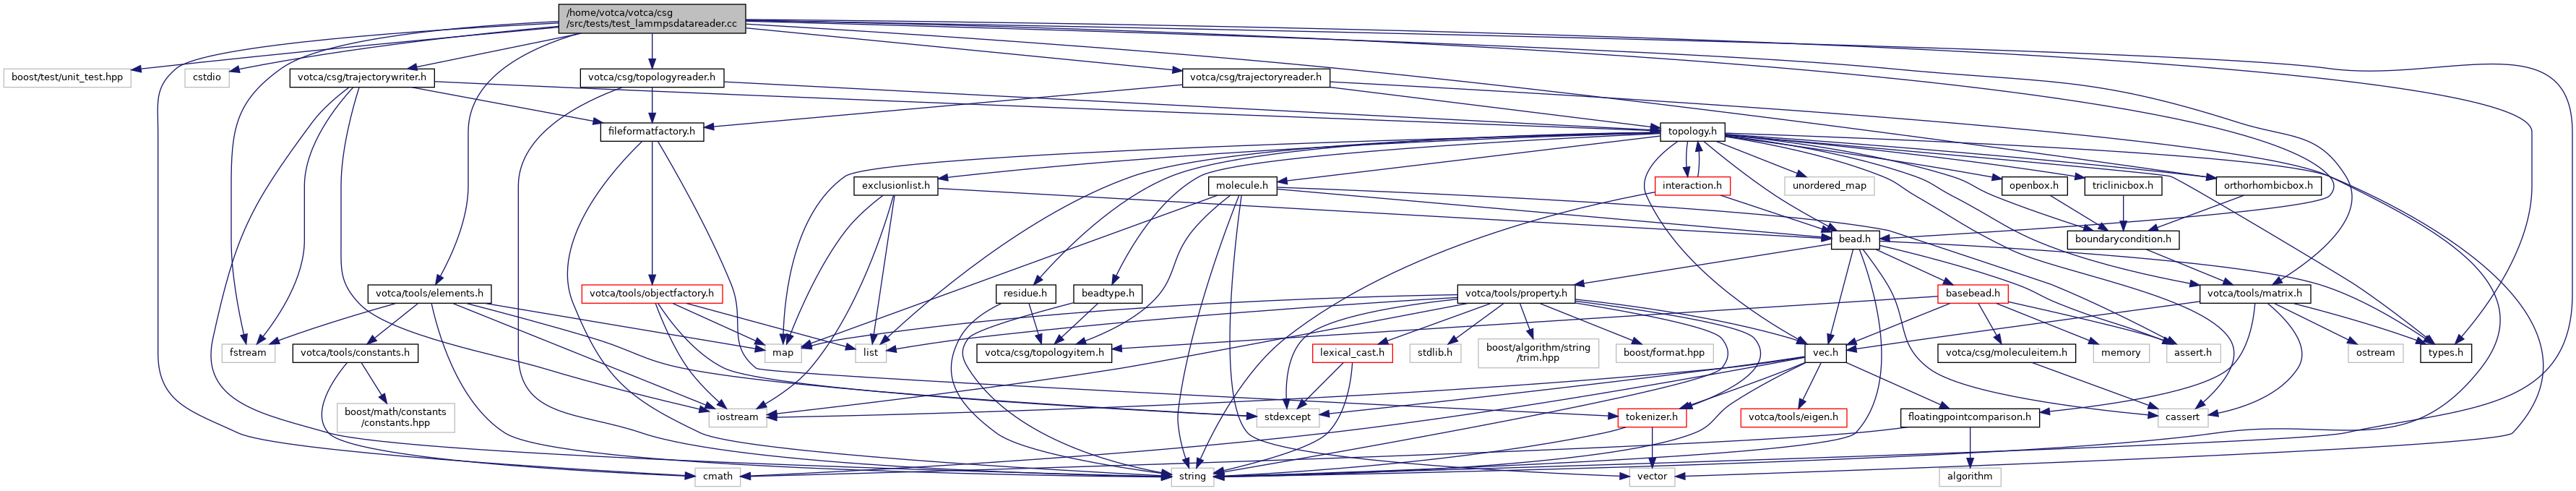 /home/votca/votca/csg
/src/tests/test_lammpsdatareader.cc
boost/test/unit_test.hpp
cstdio
votca/csg/trajectorywriter.h
votca/csg/topologyreader.h
votca/csg/trajectoryreader.h
fileformatfactory.h
topology.h
exclusionlist.h
molecule.h
interaction.h
unordered_map
openbox.h
triclinicbox.h
orthorhombicbox.h
bead.h
boundarycondition.h
votca/tools/elements.h
votca/tools/objectfactory.h
residue.h
beadtype.h
votca/tools/property.h
basebead.h
votca/tools/matrix.h
fstream
votca/tools/constants.h
map
list
votca/csg/topologyitem.h
lexical_cast.h
stdlib.h
boost/algorithm/string
/trim.hpp
boost/format.hpp
vec.h
votca/csg/moleculeitem.h
memory
assert.h
ostream
types.h
boost/math/constants
/constants.hpp
iostream
stdexcept
tokenizer.h
votca/tools/eigen.h
floatingpointcomparison.h
cassert
cmath
string
vector
algorithm